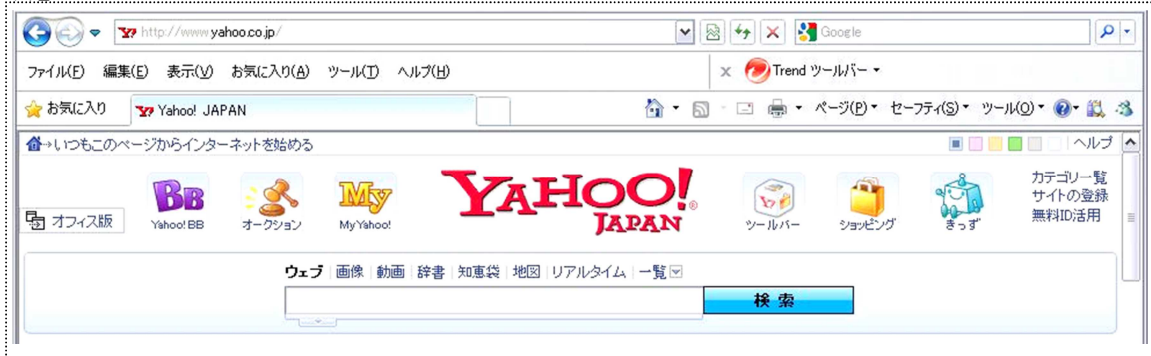 http://www.yahoo.co.jp/
Google
ファイル(F) 編集(E) 表示(V) お気に入り(A) ツール(T) ヘルプ(H)
x Trend ツールバー
お気に入り Yahoo! JAPAN
ページ(P) セーフティ(S) ツール(O)
→いつもこのページからインターネットを始める
ヘルプ
オフィス版
BB
Yahoo! BB
オークション
My
My Yahoo!
YAHOO!
JAPAN
Y!
ツールバー
ショッピング
きっず
カテゴリ一覧
サイトの登録
無料ID活用
ウェブ 画像 動画 辞書 知恵袋 地図 リアルタイム 一覧
検索